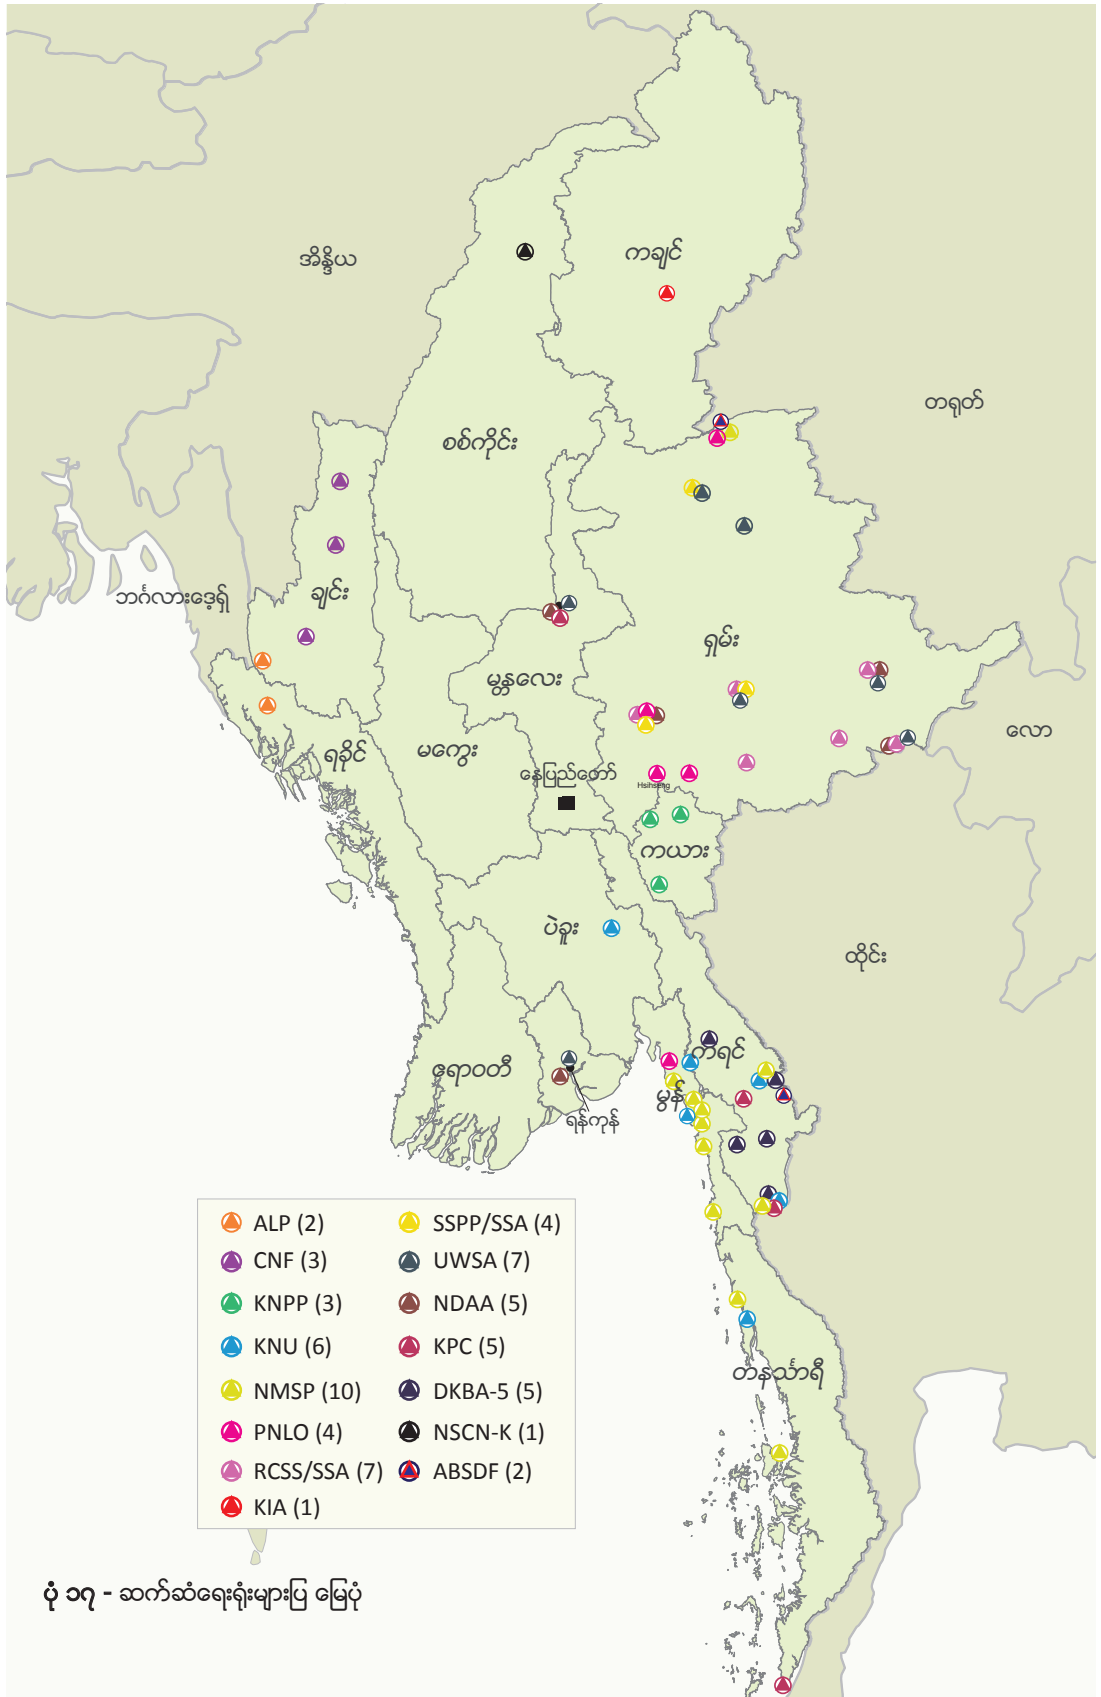 အိန္ဒိယ
ကချင်
တရုတ်
စစ်ကိုင်း
ဘင်္ဂလားဒေ့ရှ်
ချင်း
ရှမ်း
မန္တလေး
လော
ရခိုင်
မကွေး
နေပြည်တော်
Hsihseng
ကယား
ပဲခူး
ထိုင်း
ကရင်
ဧရာဝတီ
မွန်
ရန်ကုန်
တနင်္သာရီ
ALP (2)
CNF (3)
KNPP (3)
KNU (6)
NMSP (10)
PNLO (4)
RCSS/SSA (7)
KIA (1)
SSPP/SSA (4)
UWSA (7)
NDAA (5)
KPC (5)
DKBA-5 (5)
NSCN-K (1)
ABSDF (2)
ပုံ ၁၇ - ဆက်ဆံရေးရုံးများပြ မြေပုံ